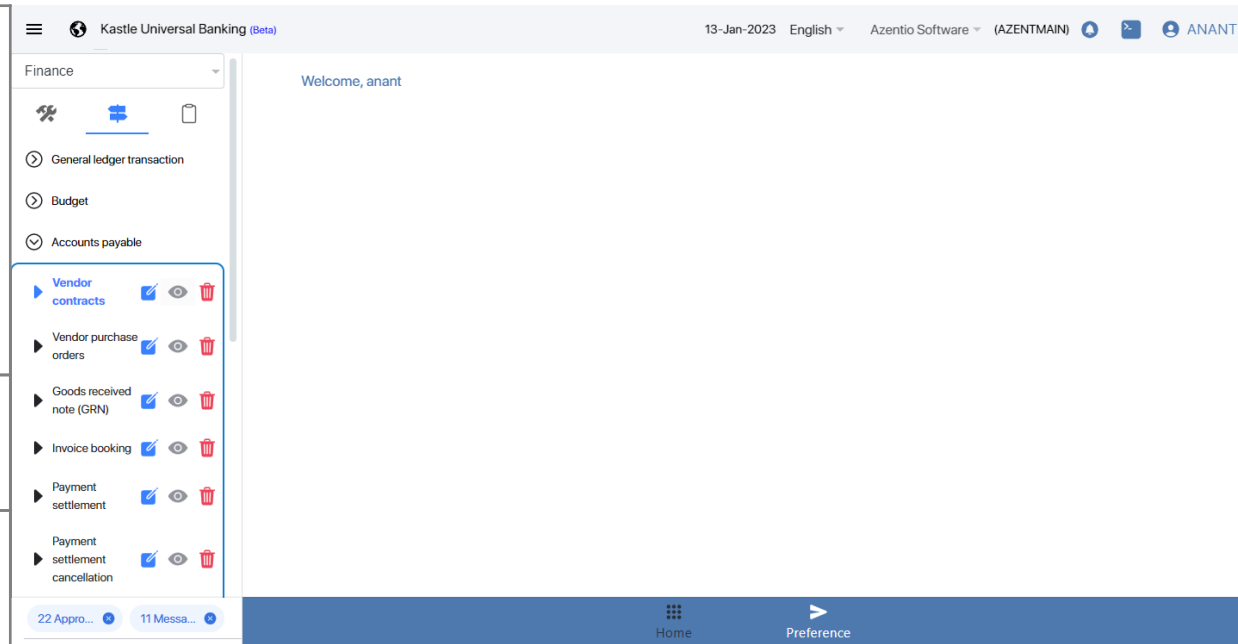 Kastle Universal Banking (Beta)
13-Jan-2023 English Azentio Software (AZENTMAIN) ANANT
Finance
Welcome, anant
General ledger transaction
Budget
Accounts payable
Vendor
contracts
Vendor purchase
orders
Goods received
note (GRN)
Invoice booking
Payment
settlement
Payment
settlement
cancellation
22 Appro... 11 Messa...
Home Preference